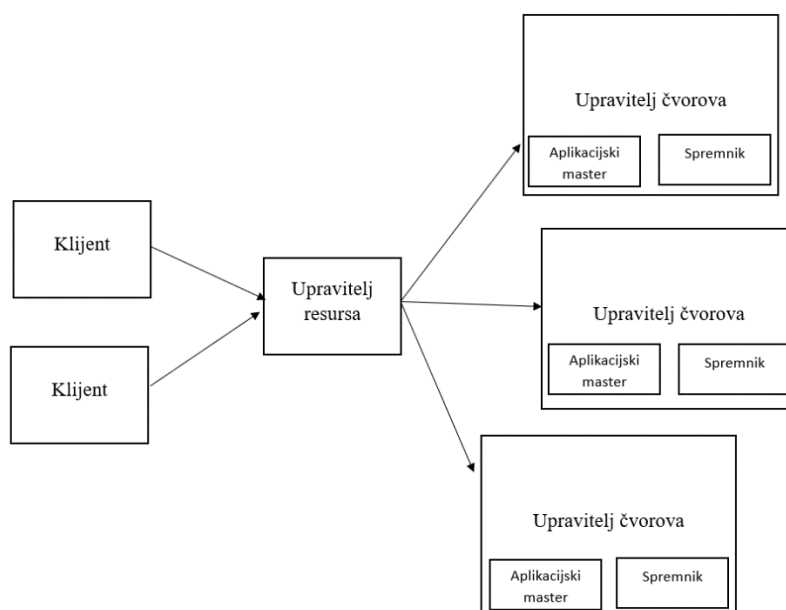 Klijent
Klijent
Upravitelj
resursa
Upravitelj čvorova
Aplikacijski
master
Spremnik
Upravitelj čvorova
Aplikacijski
master
Spremnik
Upravitelj čvorova
Aplikacijski
master
Spremnik